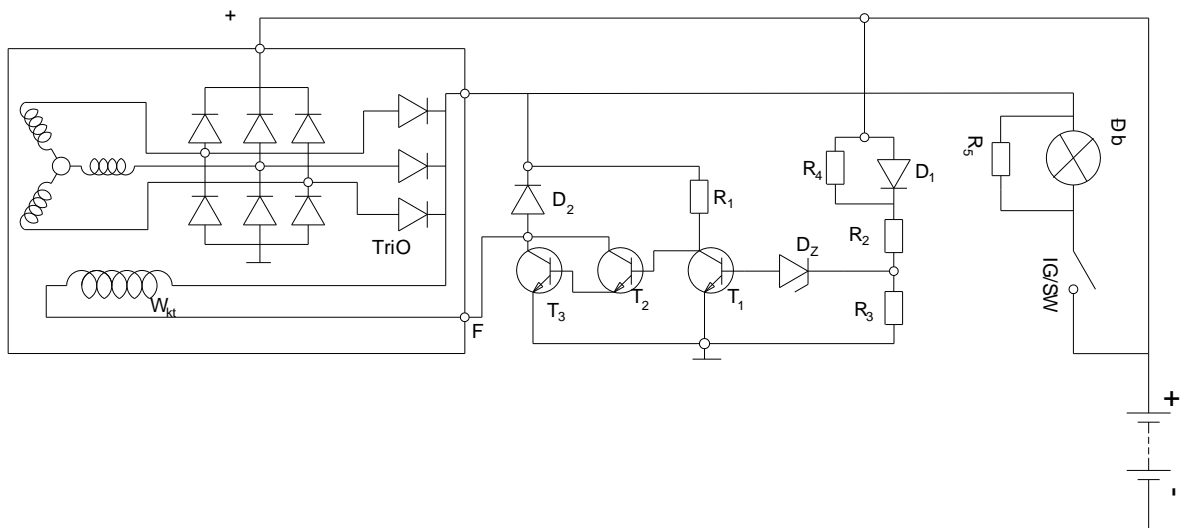 +
Đb
R5
R4
D1
R1
D2
R2
DZ
TriO
IG/SW
Wkt
T3
T2
T1
R3
F
+
-